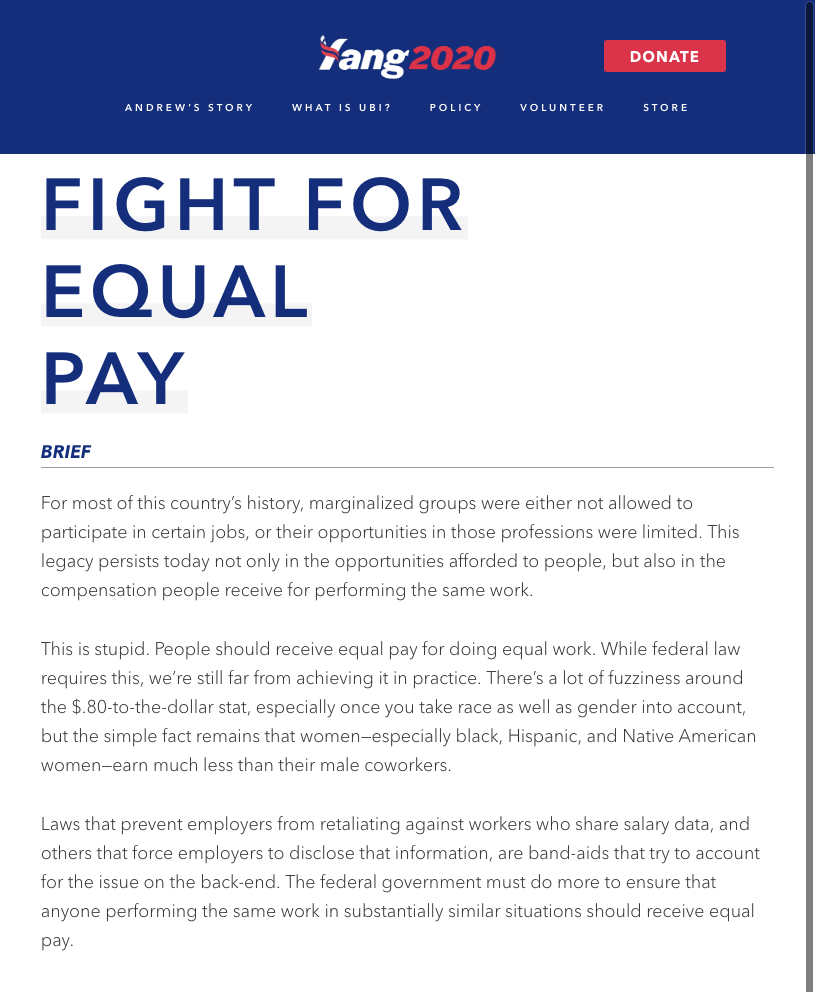 Yang2020
DONATE
ANDREW'S STORY WHAT IS UBI? POLICY VOLUNTEER STORE
FIGHT FOR
EQUAL
PAY
BRIEF
For most of this country's history, marginalized groups were either not allowed to
participate in certain jobs, or their opportunities in those professions were limited. This
legacy persists today not only in the opportunities afforded to people, but also in the
compensation people receive for performing the same work.
This is stupid. People should receive equal pay for doing equal work. While federal law
requires this, we're still far from achieving it in practice. There's a lot of fuzziness around
the $.80-to-the-dollar stat, especially once you take race as well as gender into account,
but the simple fact remains that women—especially black, Hispanic, and Native American
women—earn much less than their male coworkers.
Laws that prevent employers from retaliating against workers who share salary data, and
others that force employers to disclose that information, are band-aids that try to account
for the issue on the back-end. The federal government must do more to ensure that
anyone performing the same work in substantially similar situations should receive equal
pay.